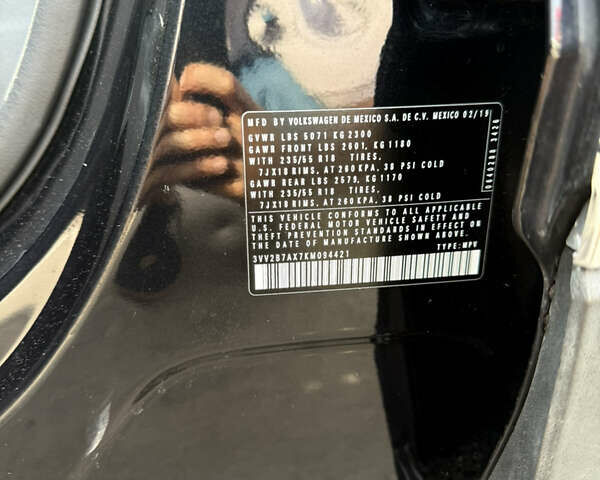 MFD BY VOLKSWAGEN DE MEXICO S.A. DE C.V. MEXICO 02/19
GVWR LBS 5071 KG 2300
GAWR FRONT LBS 2601, KG 1180
WITH 235/55 R18 TIRES,
7JX18 RIMS, AT 260 KPA, 38 PSI COLD
GAWR REAR LBS 2579, KG 1170
WITH 235/55 R18 TIRES,
7JX18 RIMS, AT 260 KPA, 38 PSI COLD
THIS VEHICLE CONFORMS TO ALL APPLICABLE
U.S. FEDERAL MOTOR VEHICLE SAFETY AND
THEFT PREVENTION STANDARDS IN EFFECT ON
THE DATE OF MANUFACTURE SHOWN ABOVE.
3VV2B7AX7KM094421 TYPE: MPV